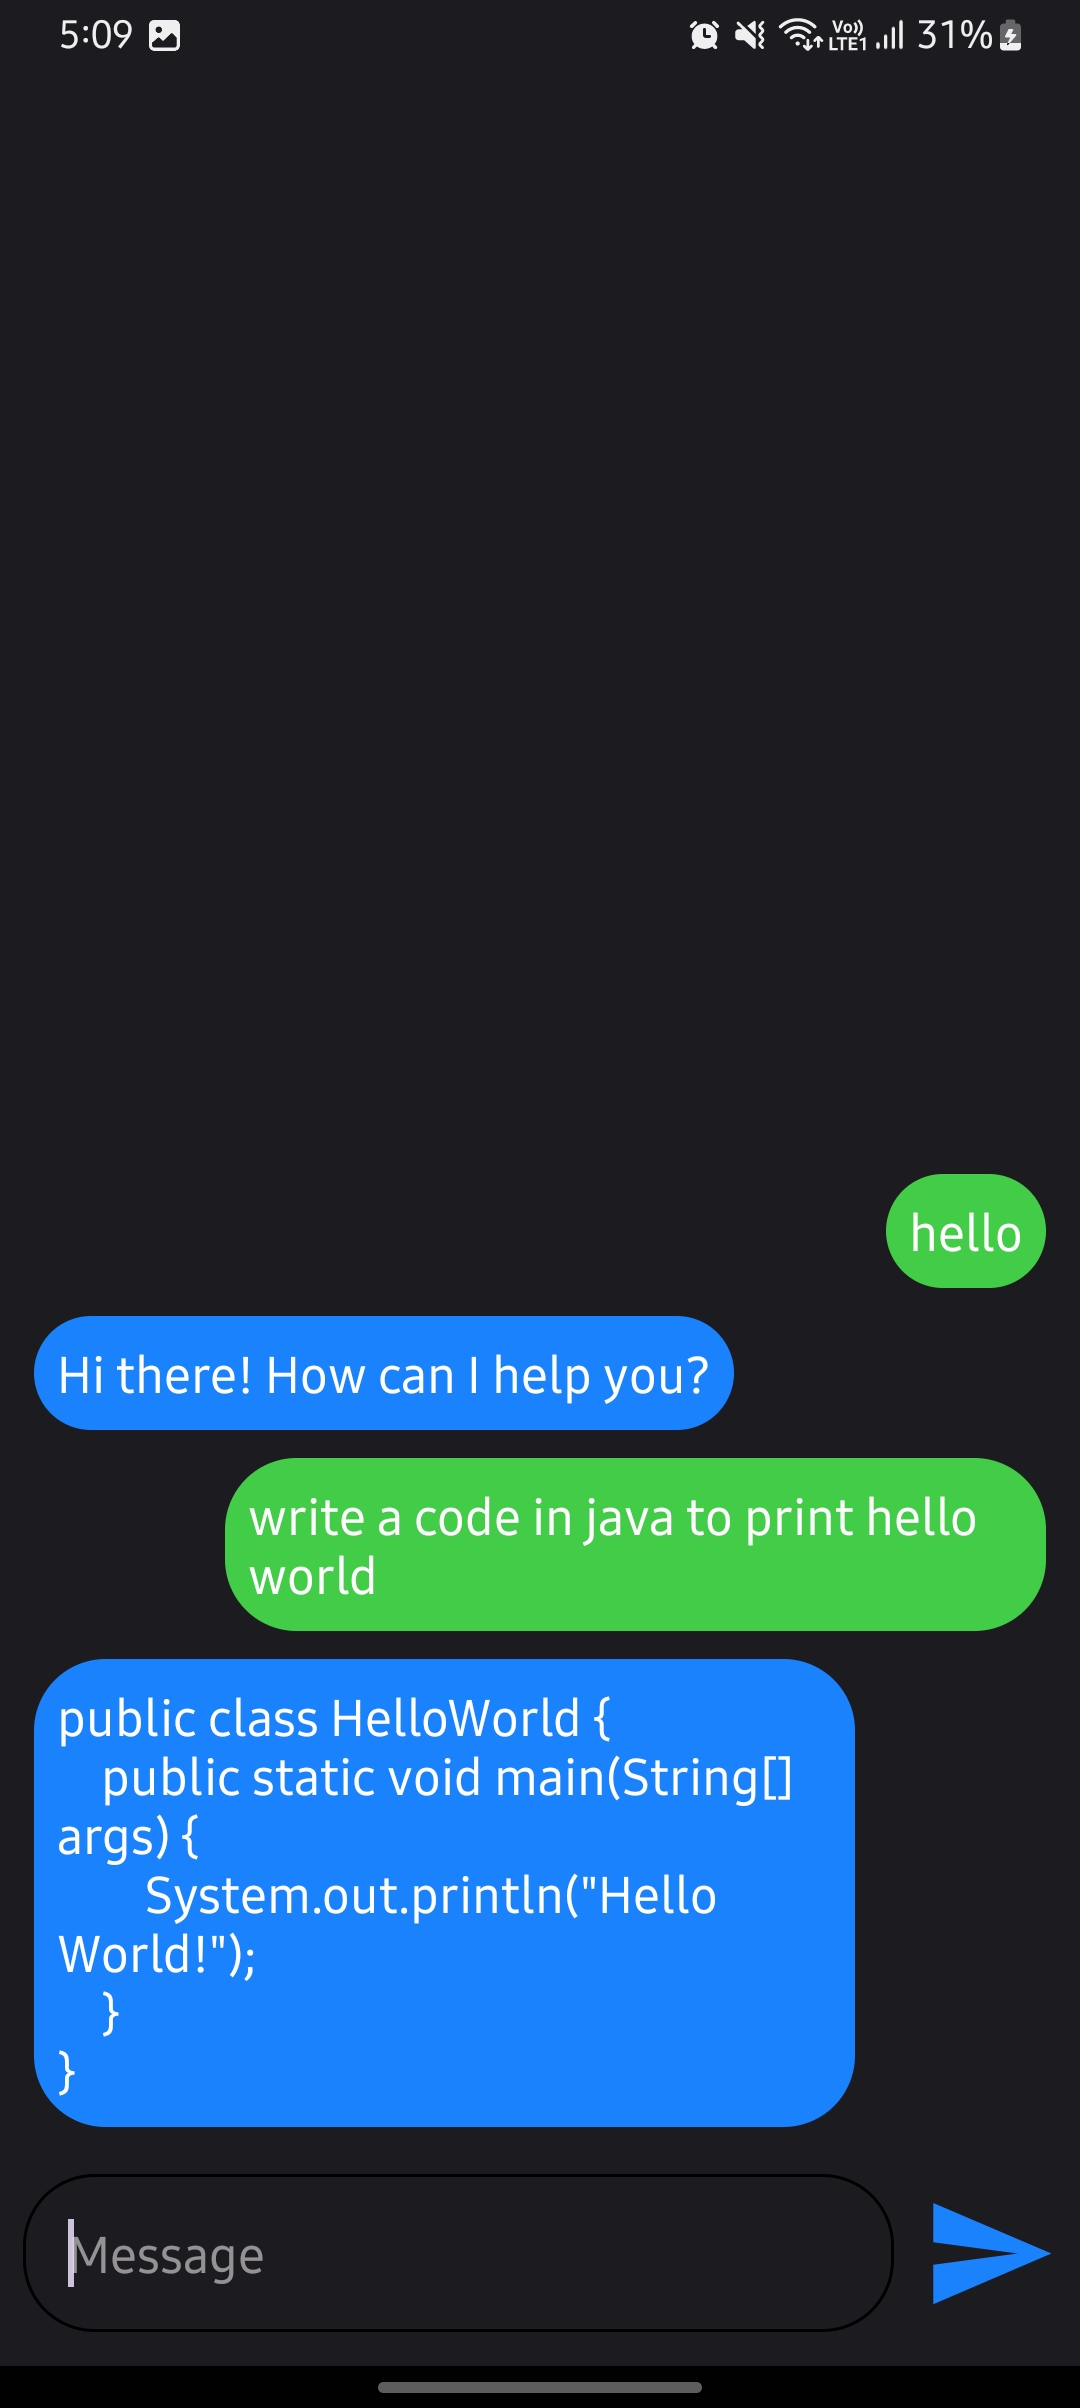 5:09
Vo)) LTE1 31%
hello
Hi there! How can I help you?
write a code in java to print hello
world
public class HelloWorld {
    public static void main(String[]
args) {
        System.out.println("Hello
World!");
    }
}
Message